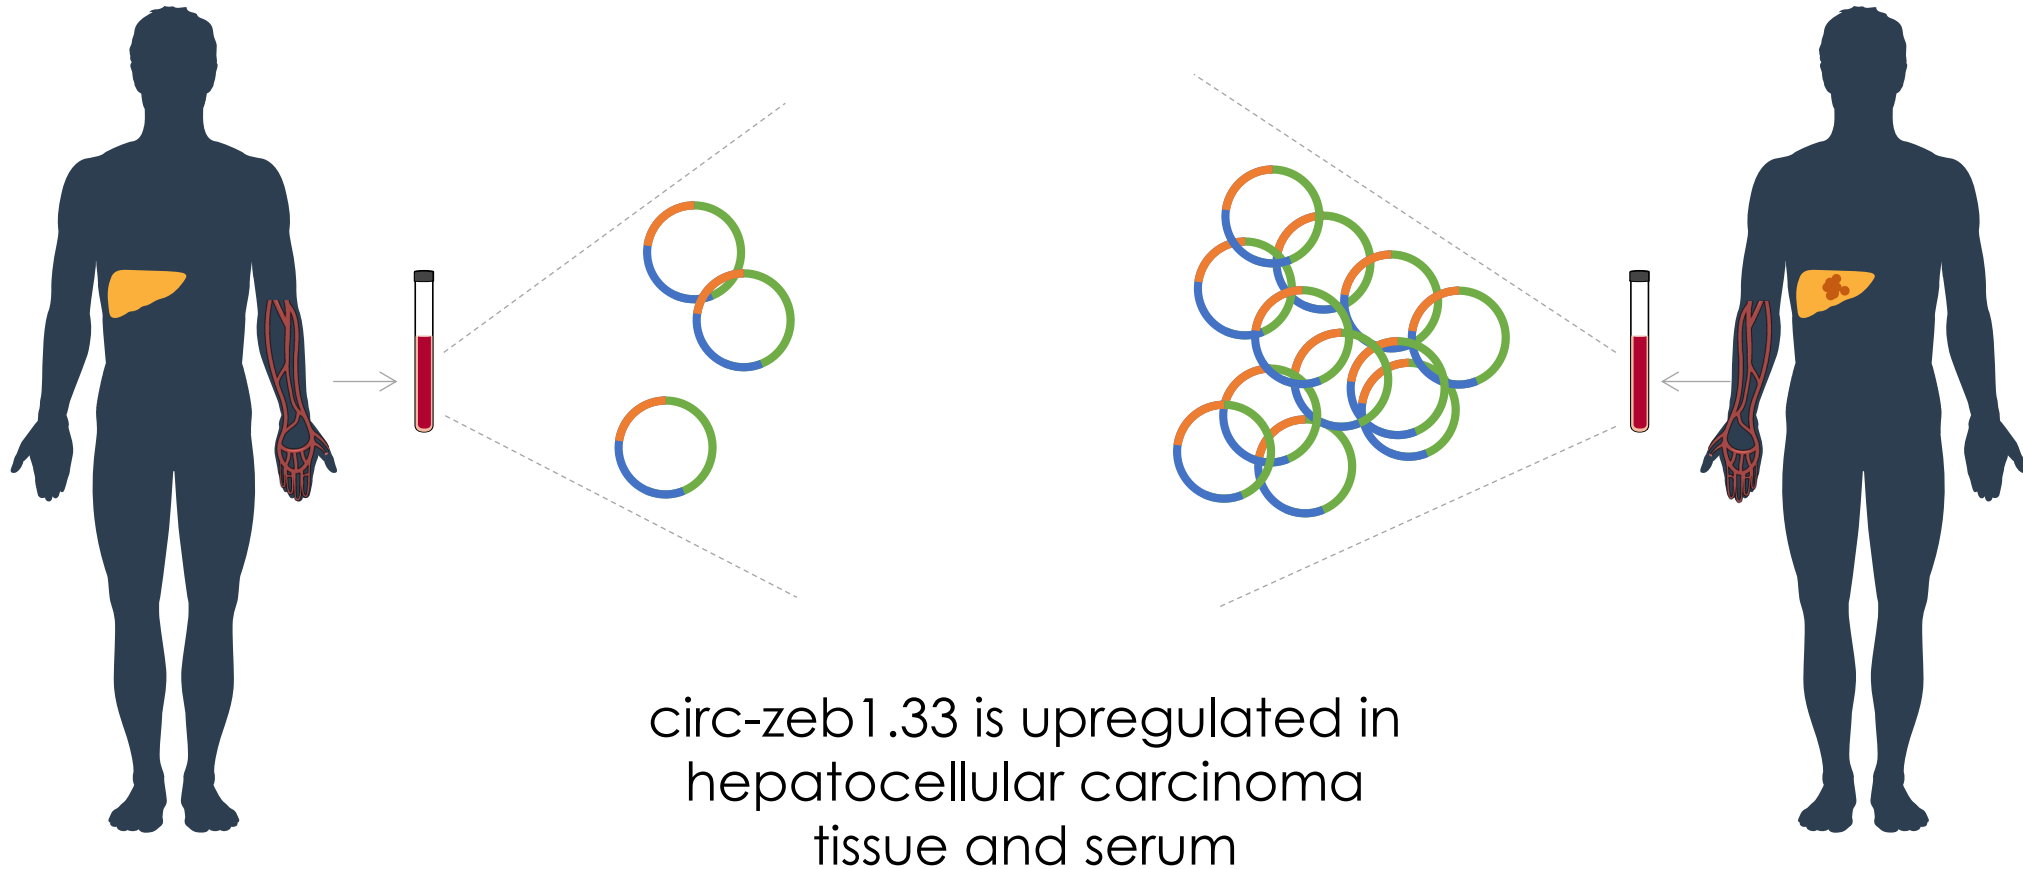 circ-zeb1.33 is upregulated in
hepatocellular carcinoma
tissue and serum